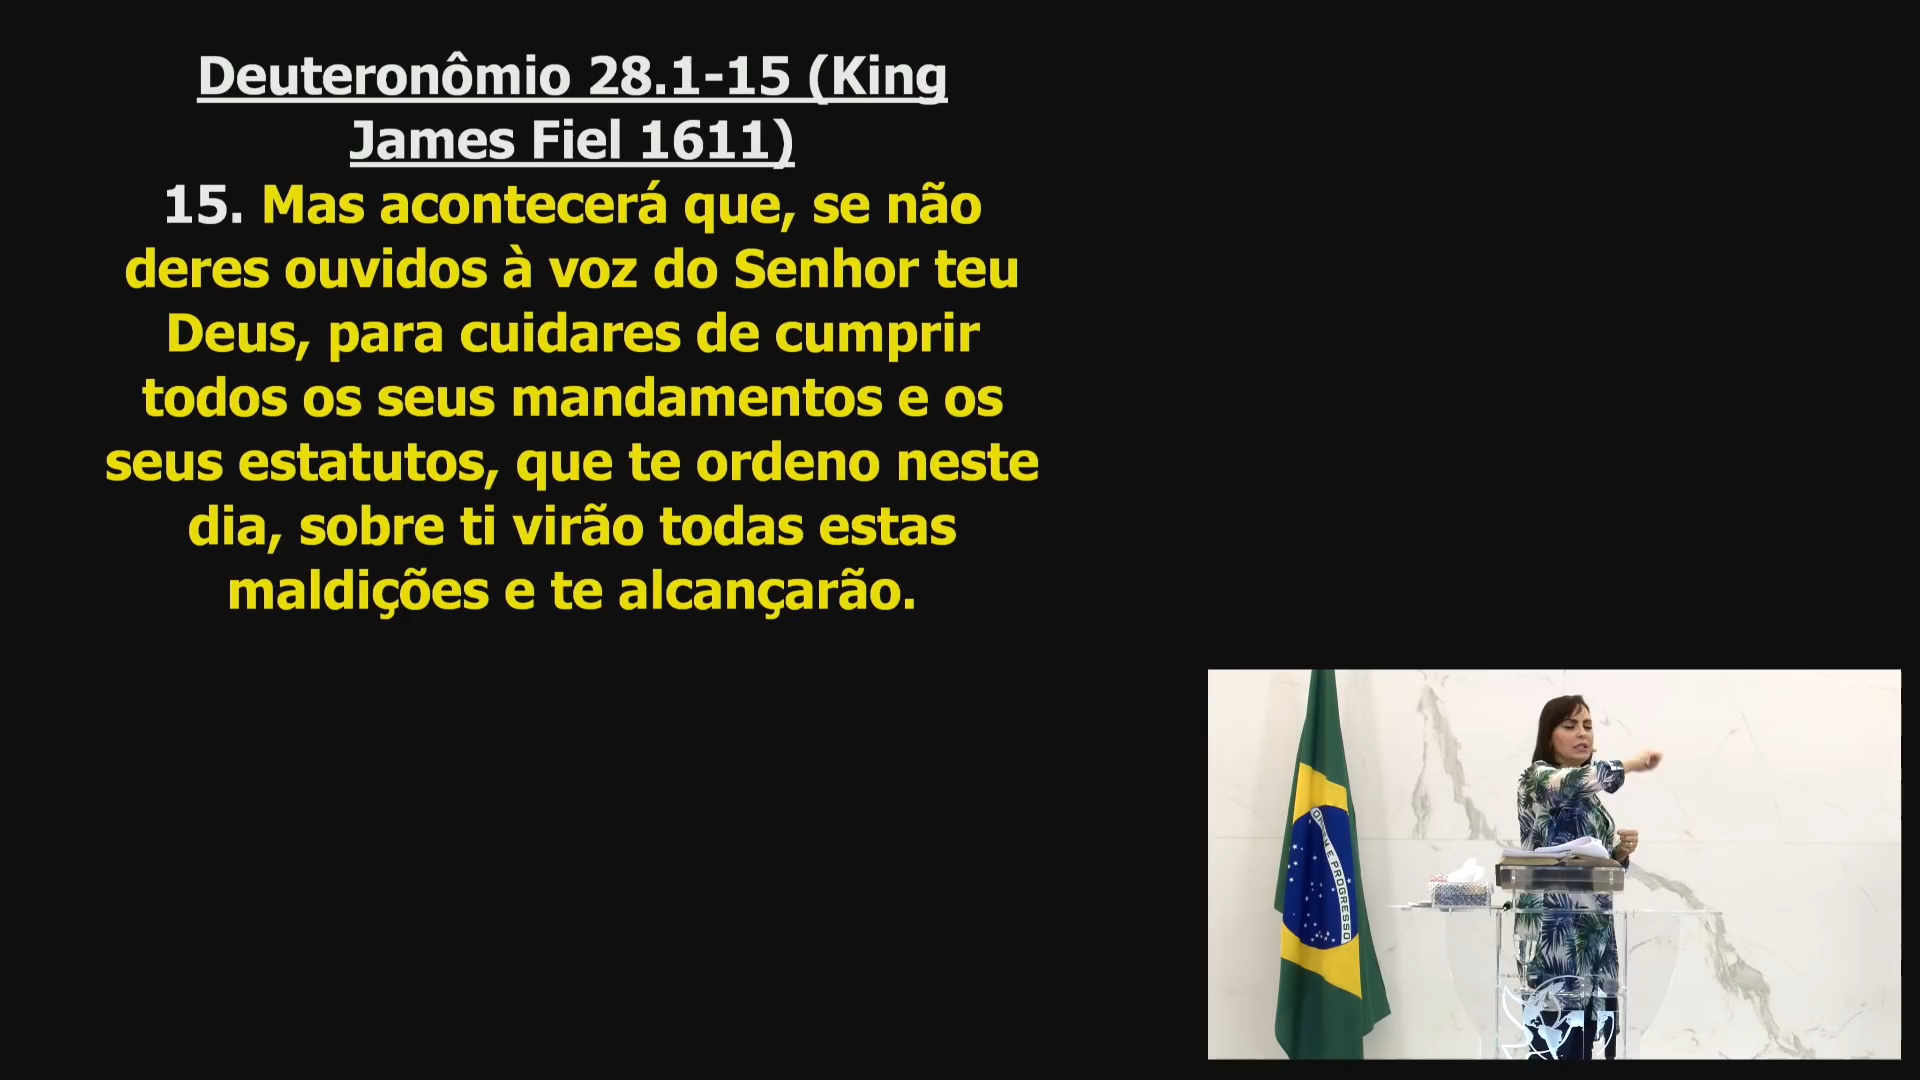 Deuteronômio 28.1-15 (King
James Fiel 1611)
15. Mas acontecerá que, se não
deres ouvidos à voz do Senhor teu
Deus, para cuidares de cumprir
todos os seus mandamentos e os
seus estatutos, que te ordeno neste
dia, sobre ti virão todas estas
maldições e te alcançarão.
E PROGRESSO